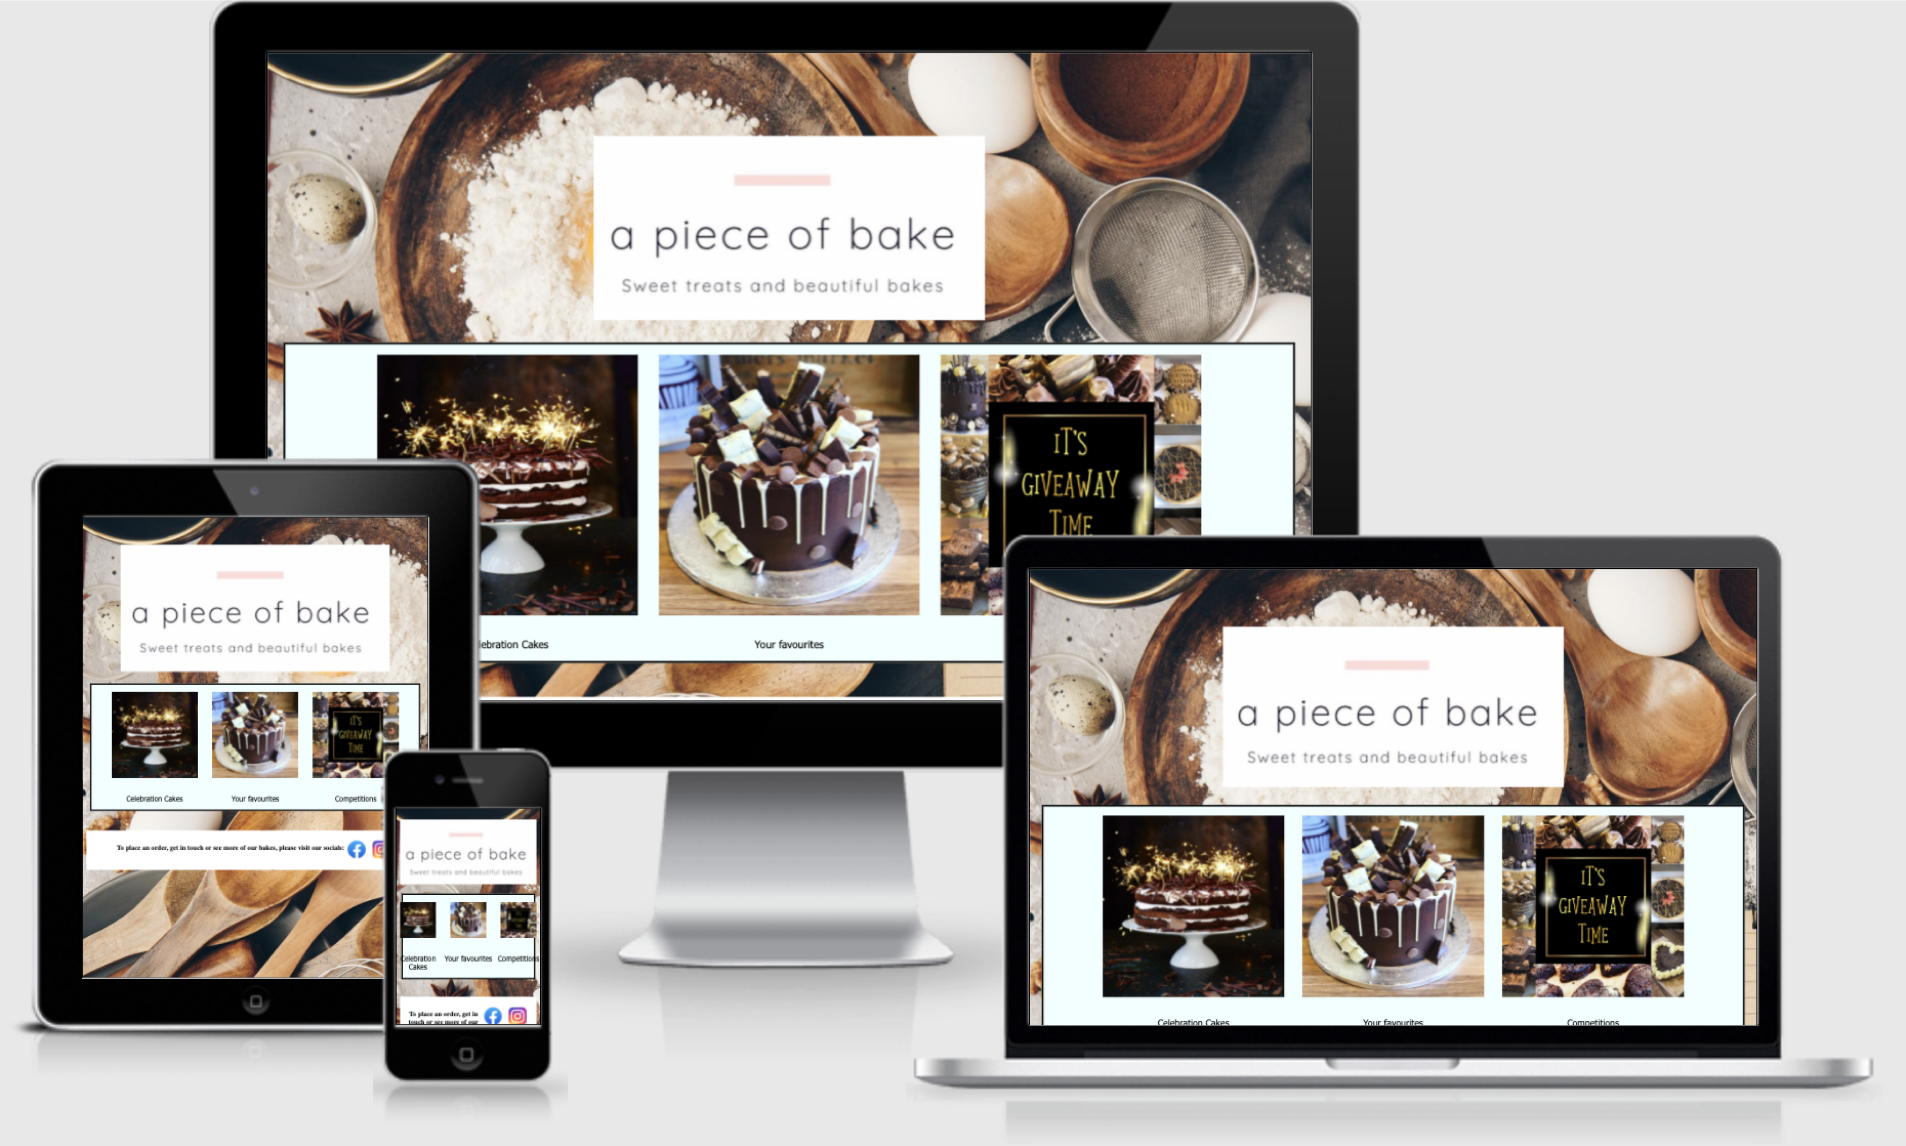 a piece of bake
Sweet treats and beautiful bakes
IT'S
GIVEAWAY
TIME
lebration Cakes
Your favourites
a piece of bake
Sweet treats and beautiful bakes
IT'S
GIVEAWAY
TIME
Celebration Cakes
Your favourites
Competitions
To place an order, get in touch or see more of our bakes, please visit our socials:
a piece of bake
Sweet treats and beautiful bakes
Celebration
Cakes
Your favourites
Competitions
To place an order, get in
touch or see more of our
a piece of bake
Sweet treats and beautiful bakes
IT'S
GIVEAWAY
TIME
Celebration Cakes
Your favourites
Competitions